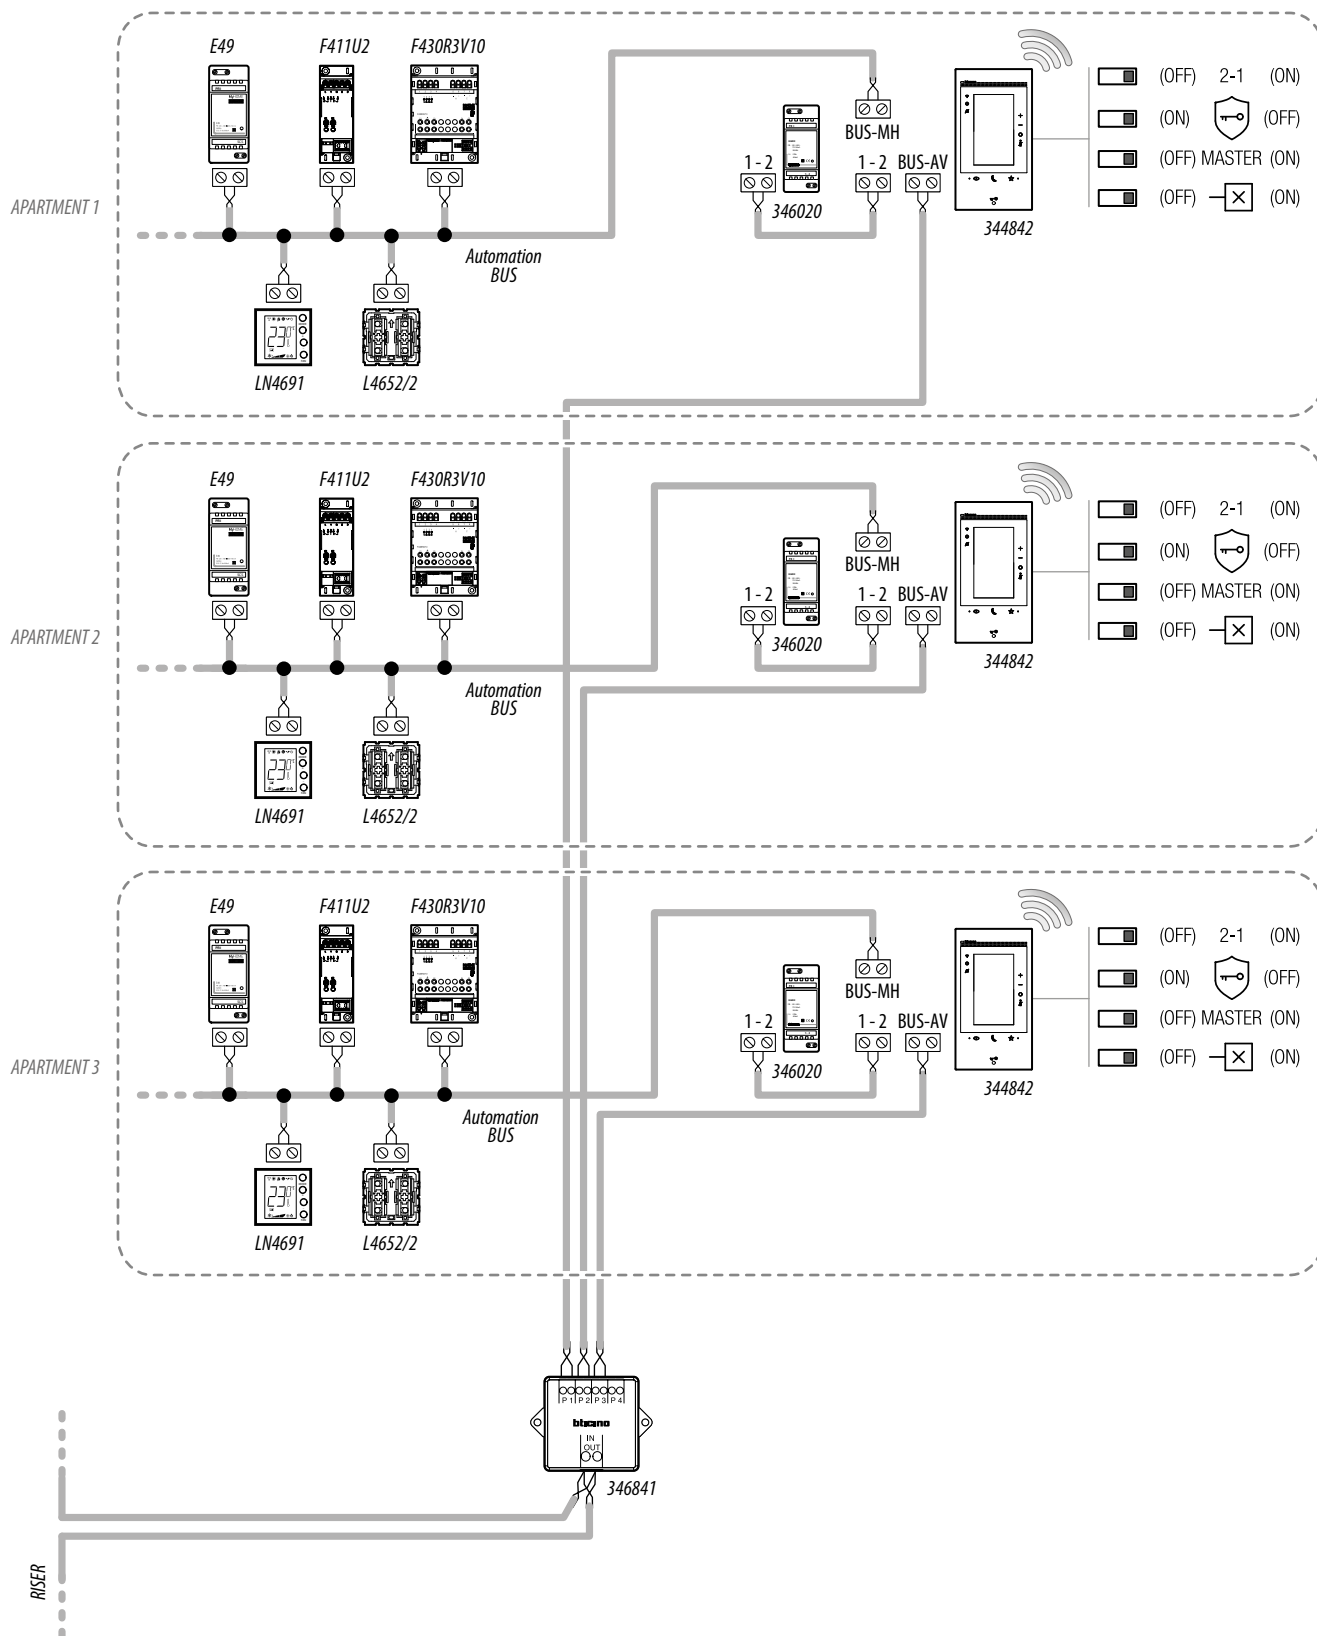 E49
F411U2
F430R3V10
(OFF) 2-1 (ON)
(ON) (OFF)
(OFF) MASTER (ON)
(OFF) (ON)
BUS-MH
1 - 2
1 - 2
BUS-AV
346020
344842
APARTMENT 1
Automation
BUS
LN4691
L4652/2
E49
F411U2
F430R3V10
(OFF) 2-1 (ON)
(ON) (OFF)
(OFF) MASTER (ON)
(OFF) (ON)
BUS-MH
1 - 2
1 - 2
BUS-AV
346020
344842
APARTMENT 2
Automation
BUS
LN4691
L4652/2
E49
F411U2
F430R3V10
(OFF) 2-1 (ON)
(ON) (OFF)
(OFF) MASTER (ON)
(OFF) (ON)
BUS-MH
1 - 2
1 - 2
BUS-AV
346020
344842
APARTMENT 3
Automation
BUS
LN4691
L4652/2
P1 P2 P3 P4
bticino
IN
OUT
346841
RISER